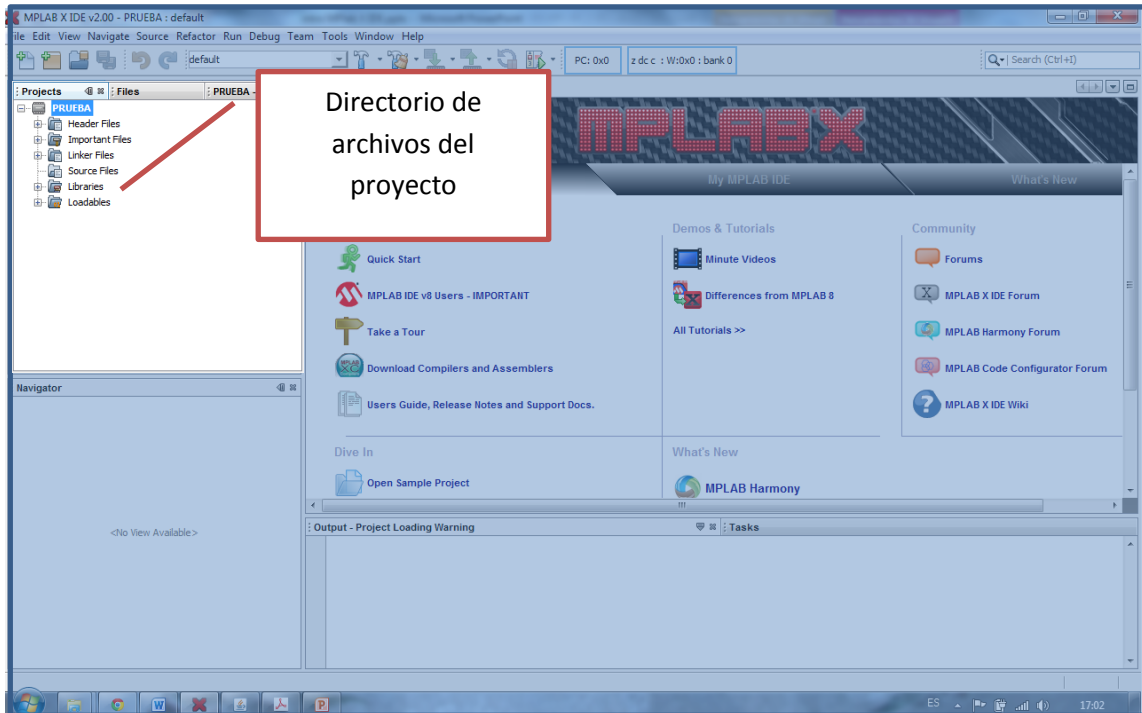 MPLAB X IDE v2.00 - PRUEBA : default
ile Edit View Navigate Source Refactor Run Debug Team Tools Window Help
default
PC: 0x0
z dc c : W:0x0 : bank 0
Search (Ctrl+I)
Projects
Files
PRUEBA -
PRUEBA
Header Files
Important Files
Linker Files
Source Files
Libraries
Loadables
Directorio de
archivos del
proyecto
MPLAB X
My MPLAB IDE
What's New
Demos & Tutorials
Community
Quick Start
Minute Videos
Forums
MPLAB IDE v8 Users - IMPORTANT
Differences from MPLAB 8
MPLAB X IDE Forum
Take a Tour
All Tutorials >>
MPLAB Harmony Forum
Download Compilers and Assemblers
MPLAB Code Configurator Forum
Users Guide, Release Notes and Support Docs.
MPLAB X IDE Wiki
Dive In
What's New
Open Sample Project
MPLAB Harmony
Navigator
<No View Available>
Output - Project Loading Warning
Tasks
ES
17:02